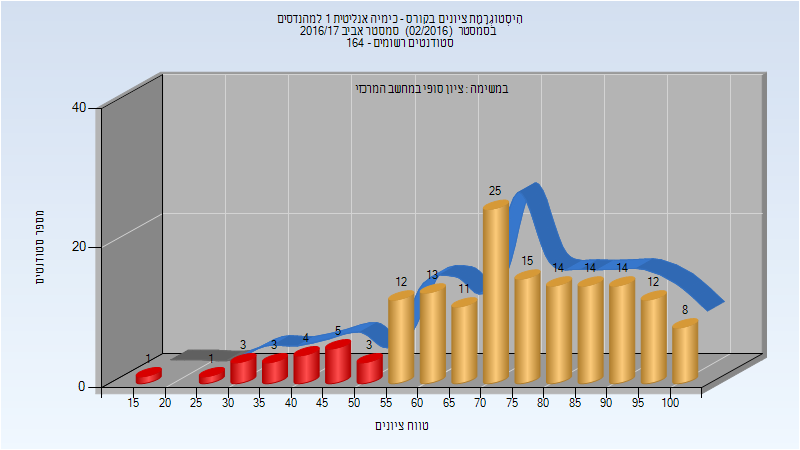 היסטוגרמת ציונים בקורס - כימיה אנליטית 1 למהנדסים
בסמסטר (02/2016) סמסטר אביב 2016/17
סטודנטים רשומים - 164
במשימה : ציון סופי במחשב המרכזי
מספר סטודנטים
40
20
0
1
1
3
3
4
5
3
12
13
11
25
15
14
14
14
12
8
15 20 25 30 35 40 45 50 55 60 65 70 75 80 85 90 95 100
טווח ציונים